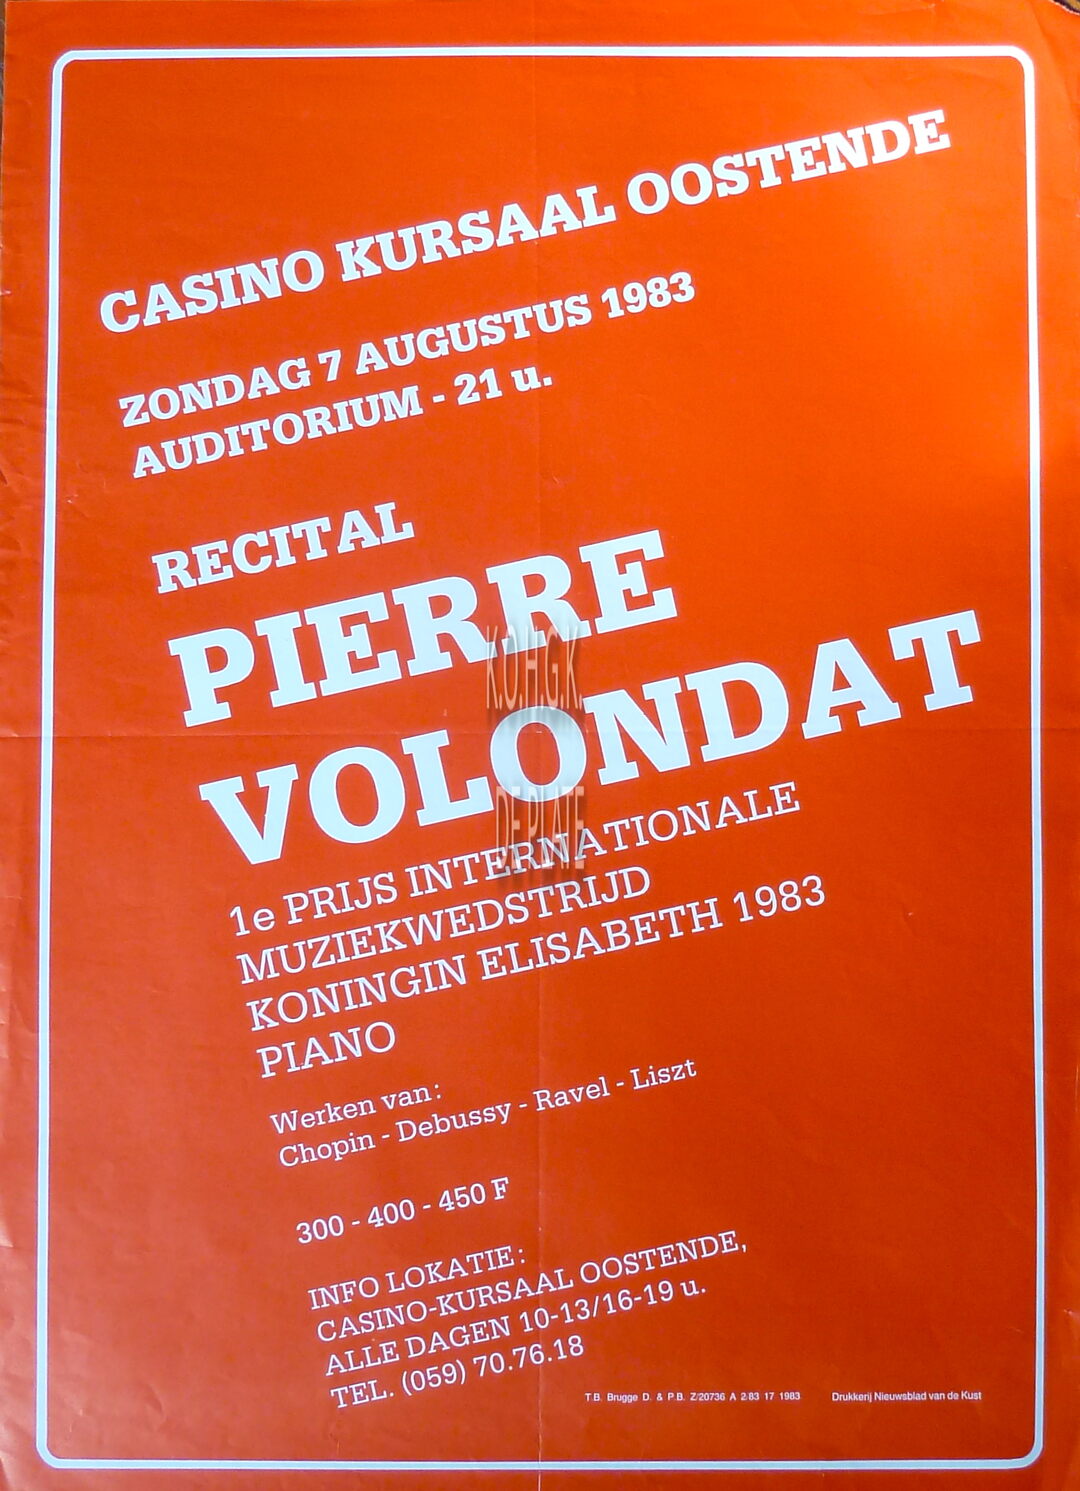 CASINO KURSAAL OOSTENDE
ZONDAG 7 AUGUSTUS 1983
AUDITORIUM - 21 u.
RECITAL
PIERRE
VOLONDAT
K.O.H.G.K.
DE PLATE
1e PRIJS INTERNATIONALE
MUZIEKWEDSTRIJD
KONINGIN ELISABETH 1983
PIANO
Werken van:
Chopin - Debussy - Ravel - Liszt
300 - 400 - 450 F
INFO LOKATIE:
CASINO-KURSAAL OOSTENDE,
ALLE DAGEN 10-13/16-19 u.
TEL. (059) 70.76.18
T.B. Brugge D. & P.B. Z/20736 A 2/83 17 1983 Drukkerij Nieuwsblad van de Kust